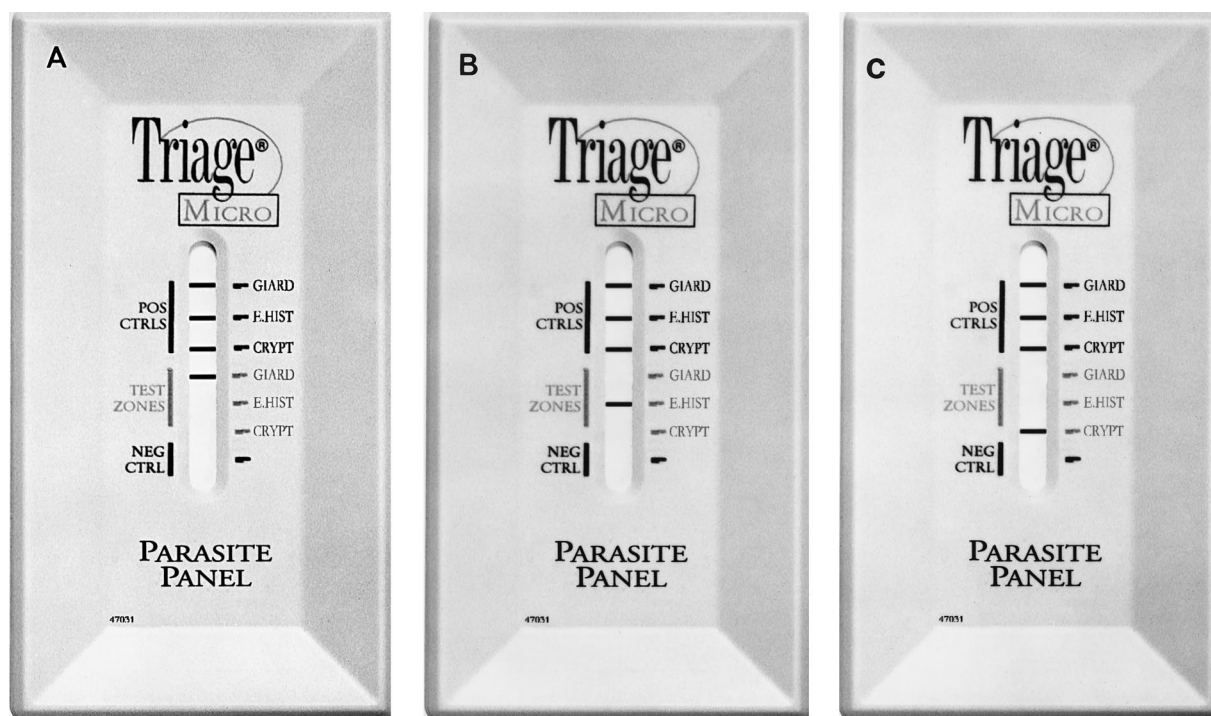 A
Triage®
MICRO
POS
CTRLS
GIARD
E.HIST
CRYPT
TEST
ZONES
GIARD
E.HIST
CRYPT
NEG
CTRL
PARASITE
PANEL
47031
B
Triage®
MICRO
POS
CTRLS
GIARD
E.HIST
CRYPT
TEST
ZONES
GIARD
E.HIST
CRYPT
NEG
CTRL
PARASITE
PANEL
47031
C
Triage®
MICRO
POS
CTRLS
GIARD
E.HIST
CRYPT
TEST
ZONES
GIARD
E.HIST
CRYPT
NEG
CTRL
PARASITE
PANEL
47031